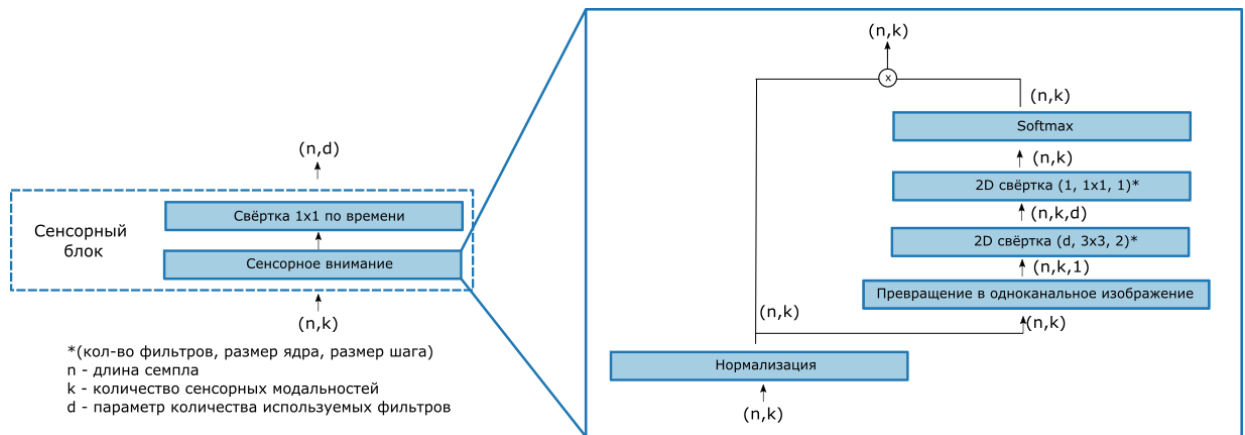 (n,d)
Сенсорный
блок
Свёртка 1x1 по времени
Сенсорное внимание
(n,k)
*(кол-во фильтров, размер ядра, размер шага)
n - длина семпла
k - количество сенсорных модальностей
d - параметр количества используемых фильтров
(n,k)
x
(n,k)
Softmax
(n,k)
2D свёртка (1, 1x1, 1)*
(n,k,d)
2D свёртка (d, 3x3, 2)*
(n,k,1)
Превращение в одноканальное изображение
(n,k)
(n,k)
Нормализация
(n,k)